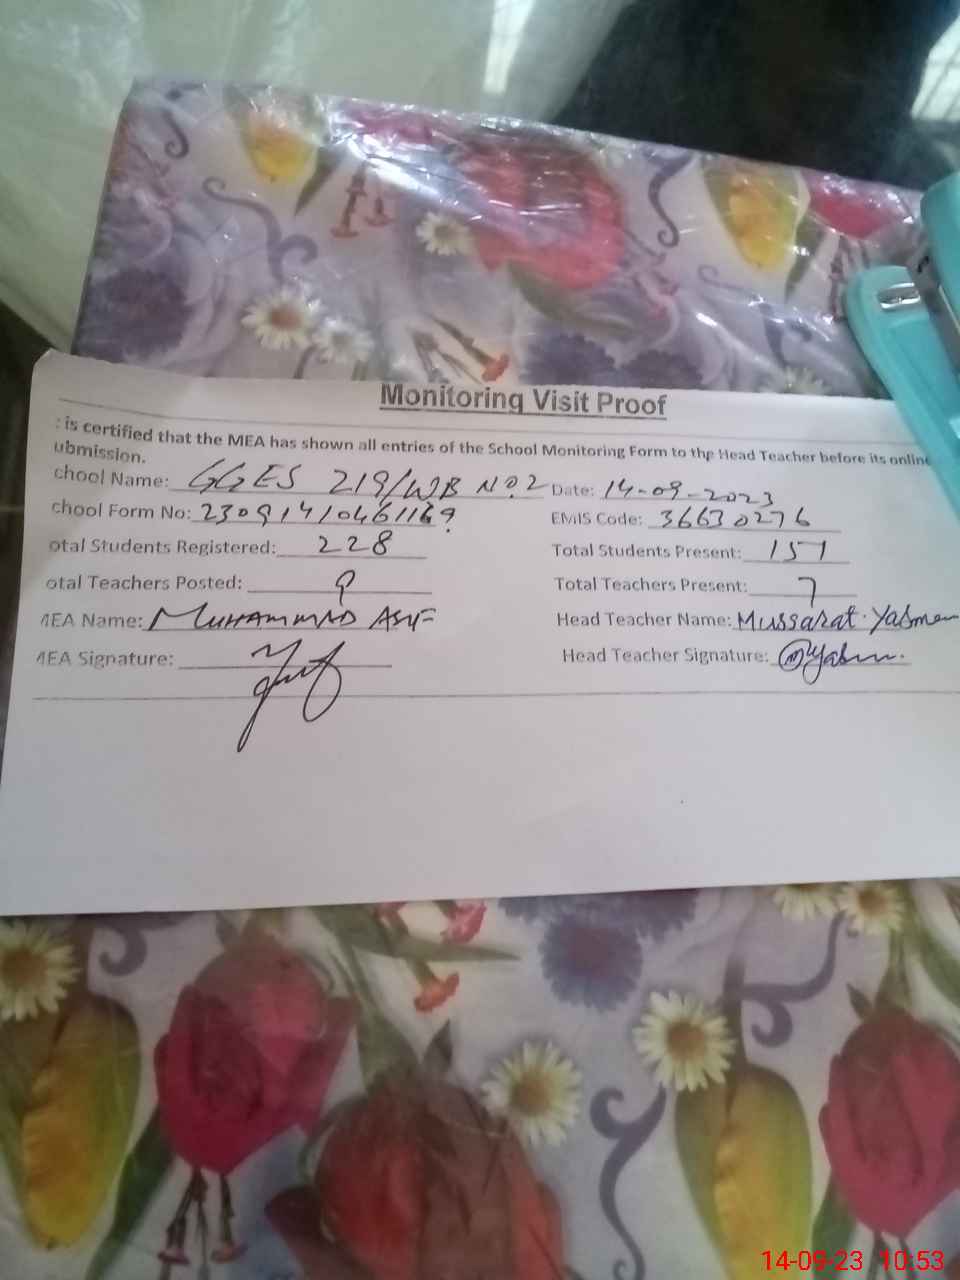 Monitoring Visit Proof
: is certified that the MEA has shown all entries of the School Monitoring Form to the Head Teacher before its online
ubmission.
chool Name: GGES 219/WB NO.2 Date: 14-09-2023
chool Form No: EMIS Code: 36630276
otal Students Registered: 228 Total Students Present: 151
otal Teachers Posted: 9 Total Teachers Present: 7
MEA Name: MUHAMMAD ASIF Head Teacher Name: Mussarat Yasmeen
MEA Signature: Head Teacher Signature:
14-09-23 10:53